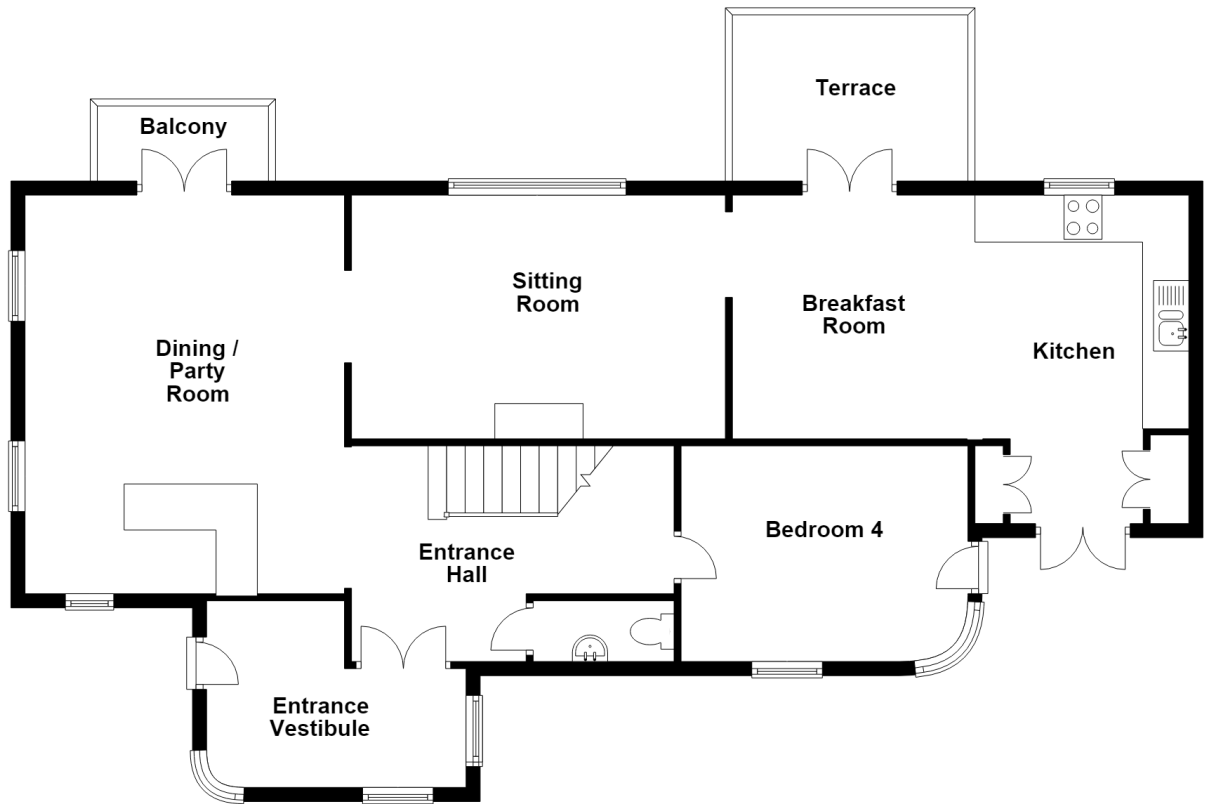 Terrace
Balcony
Sitting
Room
Breakfast
Room
Dining /
Party
Room
Kitchen
Bedroom 4
Entrance
Hall
Entrance
Vestibule